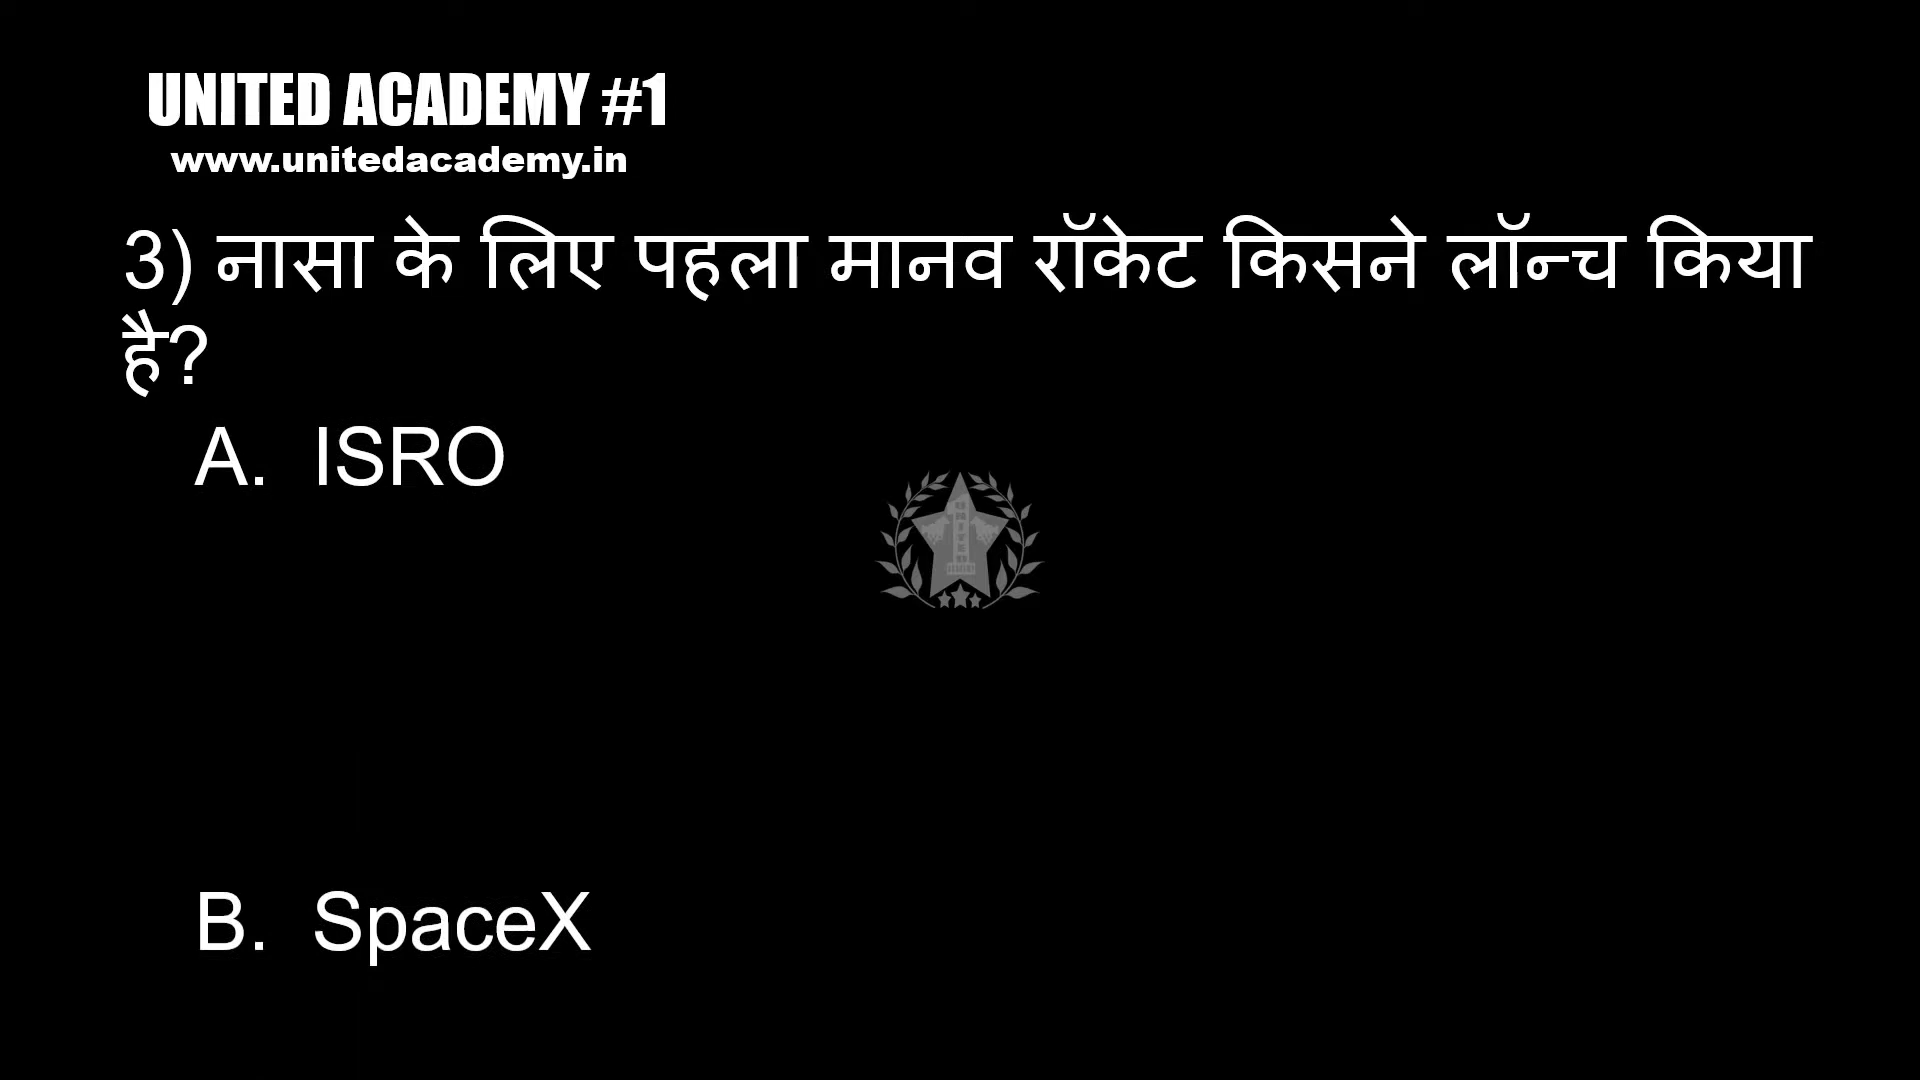 UNITED ACADEMY #1
www.unitedacademy.in
3) नासा के लिए पहला मानव रॉकेट किसने लॉन्च किया
है?
A. ISRO
B. SpaceX